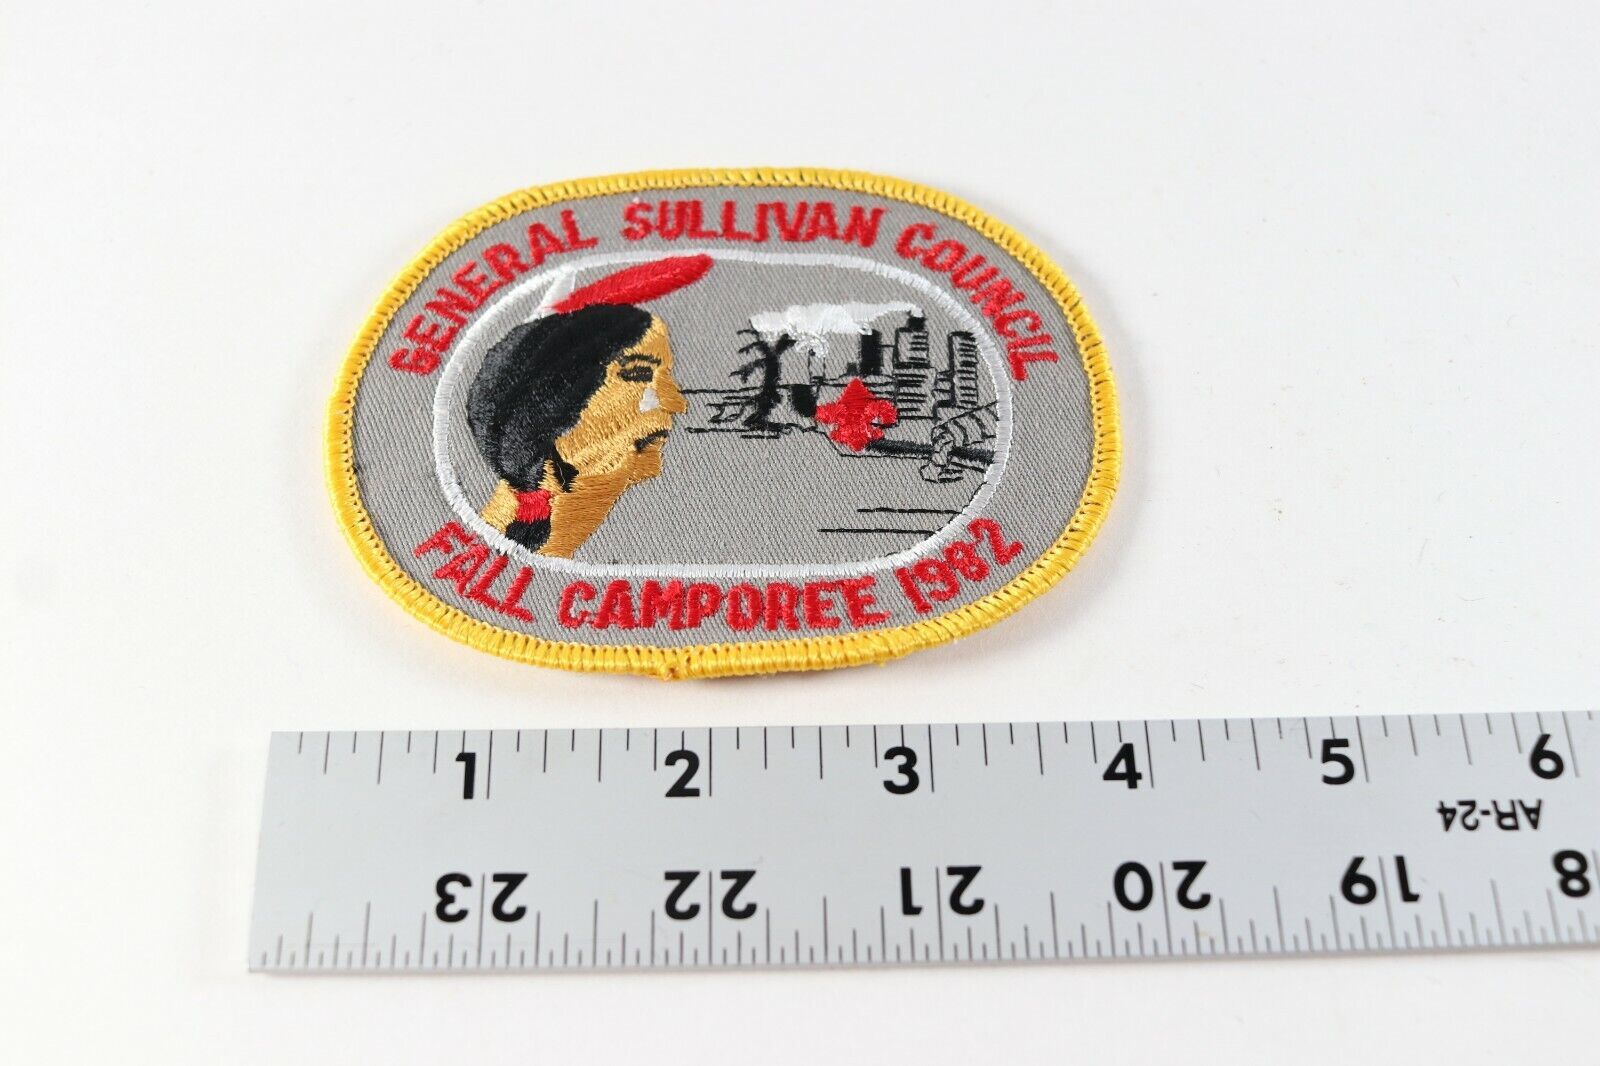 GENERAL SULLIVAN COUNCIL
FALL CAMPOREE 1982
1 2 3 4 5 6
AR-24
23 22 21 20 19 8